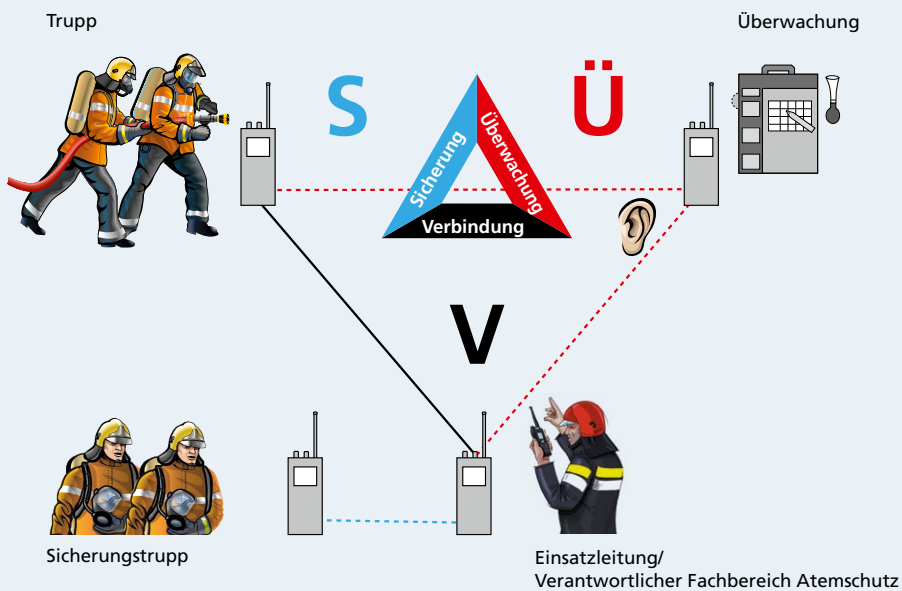 Trupp
Überwachung
S
Ü
Sicherung
Überwachung
Verbindung
V
Sicherungstrupp
Einsatzleitung/
Verantwortlicher Fachbereich Atemschutz